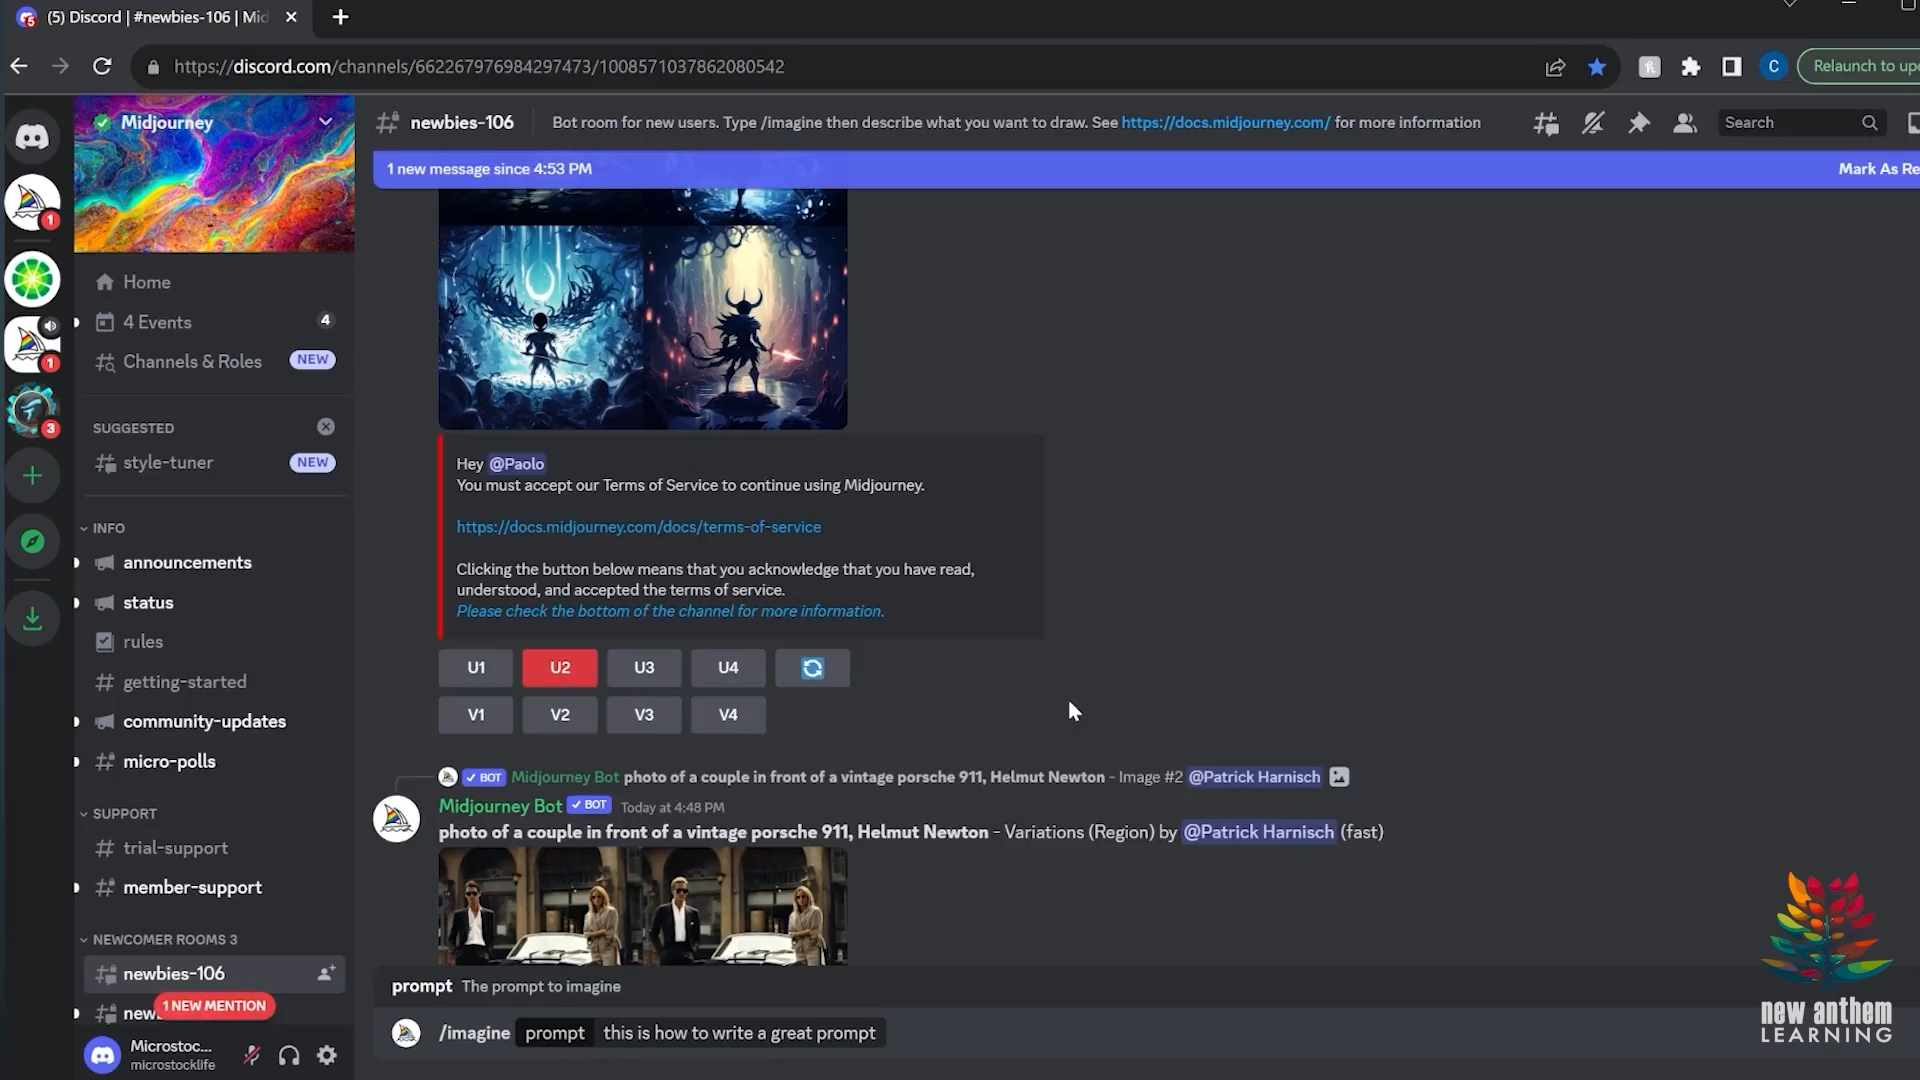 (5) Discord | #newbies-106 | Mid
https://discord.com/channels/662267976984297473/1008571037862080542
C
Relaunch to up
Midjourney
newbies-106
Bot room for new users. Type /imagine then describe what you want to draw. See https://docs.midjourney.com/ for more information
Search
1 new message since 4:53 PM
Mark As Re
1
1
3
Home
4 Events
4
Channels & Roles
NEW
SUGGESTED
style-tuner
NEW
INFO
announcements
status
rules
getting-started
community-updates
micro-polls
SUPPORT
trial-support
member-support
NEWCOMER ROOMS 3
newbies-106
new
1 NEW MENTION
Microstoc...
microstocklife
Hey @Paolo
You must accept our Terms of Service to continue using Midjourney.
https://docs.midjourney.com/docs/terms-of-service
Clicking the button below means that you acknowledge that you have read,
understood, and accepted the terms of service.
Please check the bottom of the channel for more information.
U1 U2 U3 U4
V1 V2 V3 V4
✓ BOT Midjourney Bot photo of a couple in front of a vintage porsche 911, Helmut Newton - Image #2 @Patrick Harnisch
Midjourney Bot ✓ BOT Today at 4:48 PM
photo of a couple in front of a vintage porsche 911, Helmut Newton - Variations (Region) by @Patrick Harnisch (fast)
prompt The prompt to imagine
/imagine prompt this is how to write a great prompt
new anthem
LEARNING